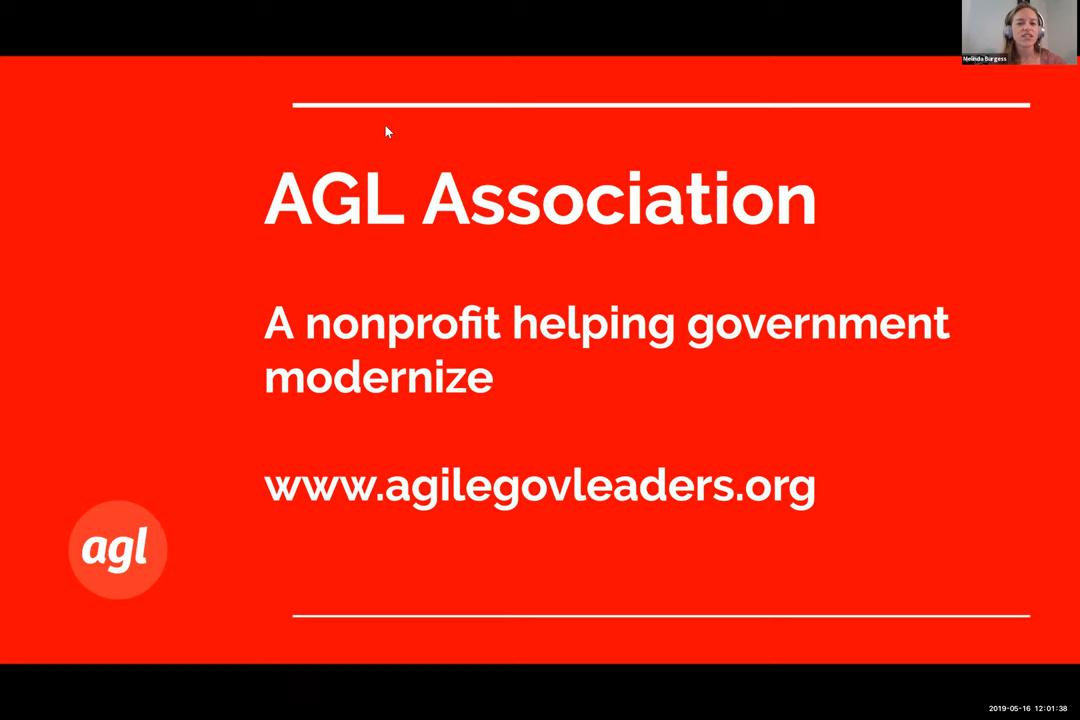 Melinda Burgess
AGL Association
A nonprofit helping government
modernize
www.agilegovleaders.org
agl
2019-05-16 12:01:38